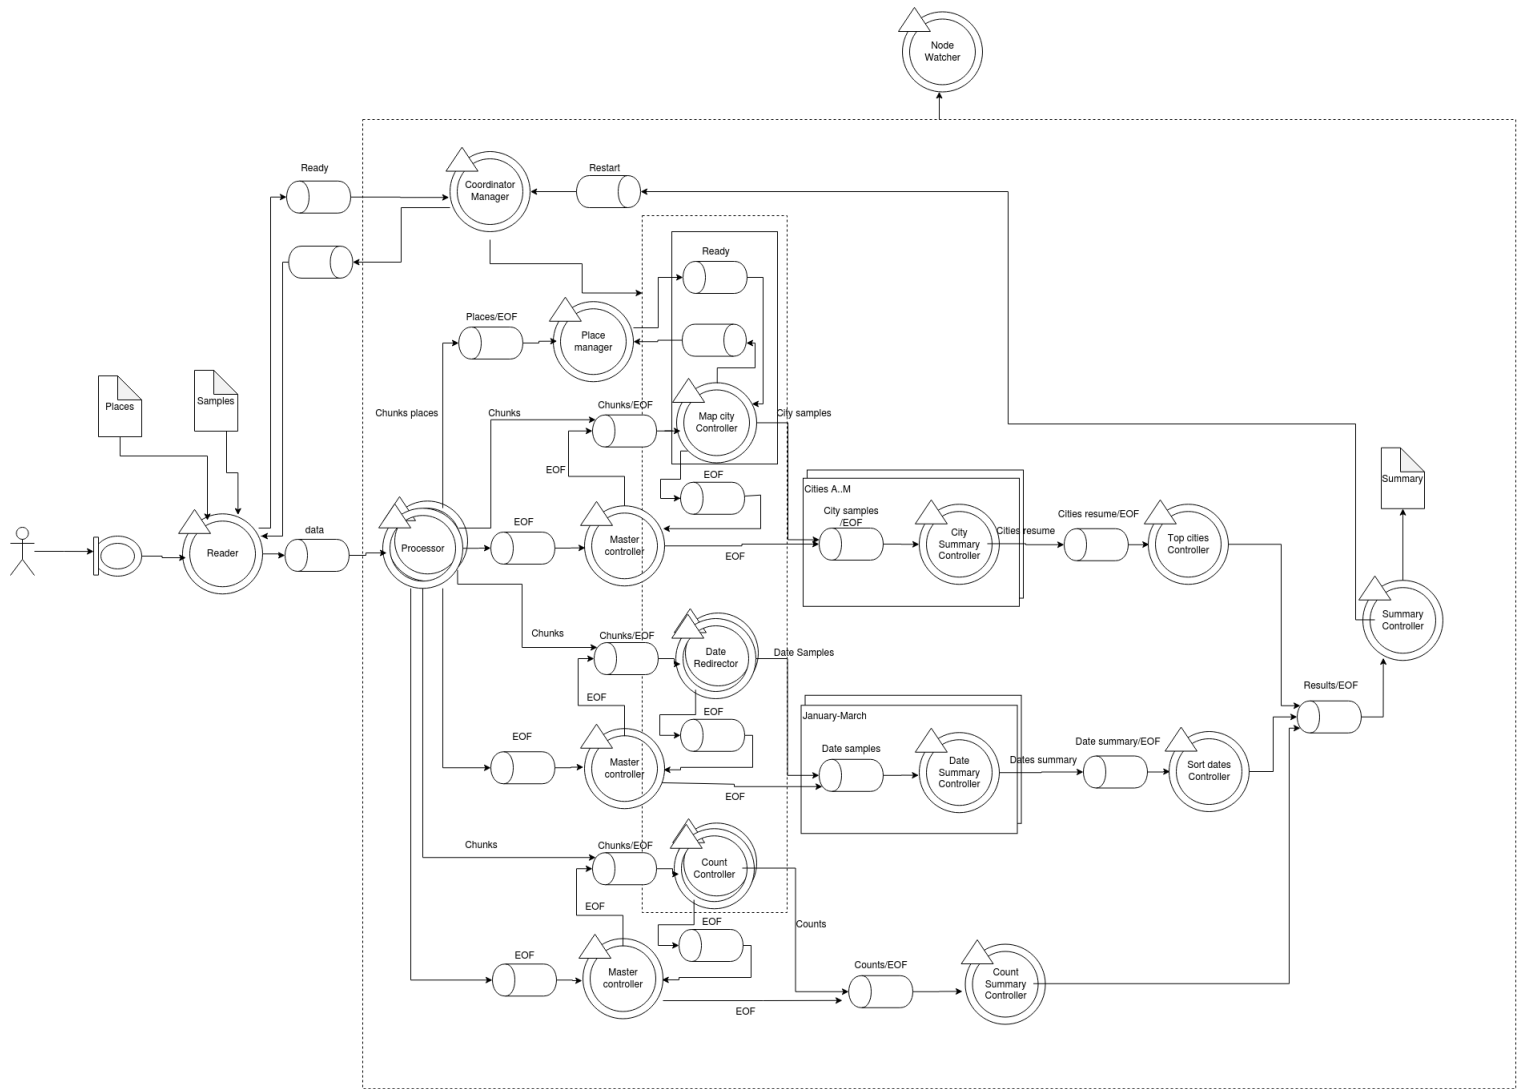 Node
Watcher
Ready
Coordinator
Manager
Restart
Ready
Places/EOF
Place
manager
Places
Samples
Chunks places
Chunks
Chunks/EOF
Map city
Controller
City samples
EOF
EOF
Summary
Cities A..M
City samples
/EOF
City
Summary
Controller
Cities resume
Cities resume/EOF
Top cities
Controller
Reader
data
Processor
EOF
Master
controller
EOF
Summary
Controller
Chunks
Chunks/EOF
Date
Redirector
Date Samples
EOF
EOF
Results/EOF
January-March
EOF
Master
controller
EOF
Date samples
Date
Summary
Controller
Dates summary
Date summary/EOF
Sort dates
Controller
Chunks
Chunks/EOF
Count
Controller
EOF
EOF
Counts
EOF
Master
controller
EOF
Counts/EOF
Count
Summary
Controller